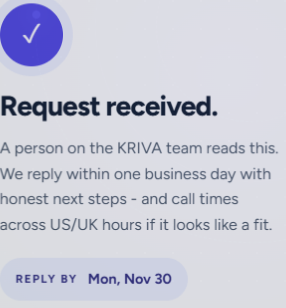 Request received.
A person on the KRIVA team reads this.
We reply within one business day with
honest next steps - and call times
across US/UK hours if it looks like a fit.
REPLY BY Mon, Nov 30